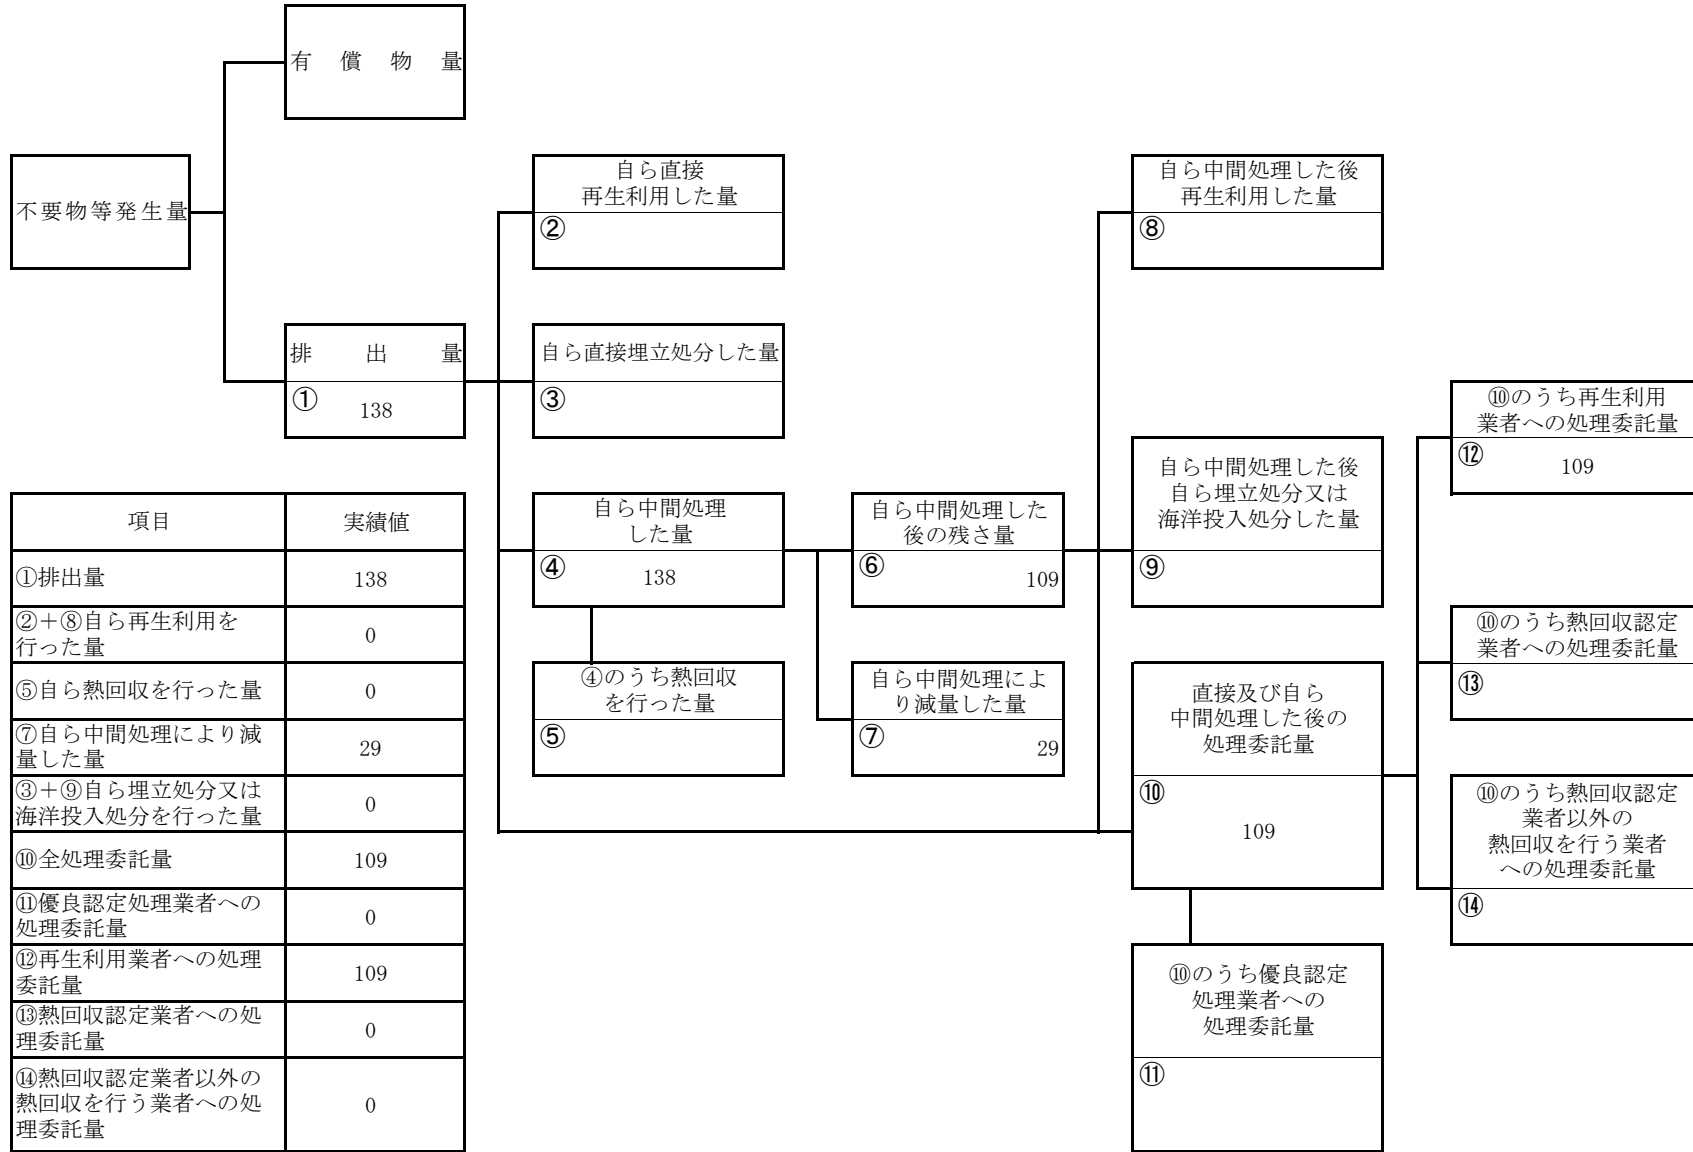 有償物量
不要物等発生量
排出量
①
138
自ら直接
再生利用した量
②
自ら直接埋立処分した量
③
自ら中間処理
した量
④
138
④のうち熱回収
を行った量
⑤
自ら中間処理した
後の残さ量
⑥
109
自ら中間処理によ
り減量した量
⑦
29
自ら中間処理した後
再生利用した量
⑧
自ら中間処理した後
自ら埋立処分又は
海洋投入処分した量
⑨
直接及び自ら
中間処理した後の
処理委託量
⑩
109
⑩のうち優良認定
処理業者への
処理委託量
⑪
⑩のうち再生利用
業者への処理委託量
⑫
109
⑩のうち熱回収認定
業者への処理委託量
⑬
⑩のうち熱回収認定
業者以外の
熱回収を行う業者
への処理委託量
⑭
項目 実績値
①排出量 138
②+⑧自ら再生利用を
行った量 0
⑤自ら熱回収を行った量 0
⑦自ら中間処理により減
量した量 29
③+⑨自ら埋立処分又は
海洋投入処分を行った量 0
⑩全処理委託量 109
⑪優良認定処理業者への
処理委託量 0
⑫再生利用業者への処理
委託量 109
⑬熱回収認定業者への処
理委託量 0
⑭熱回収認定業者以外の
熱回収を行う業者への処
理委託量 0